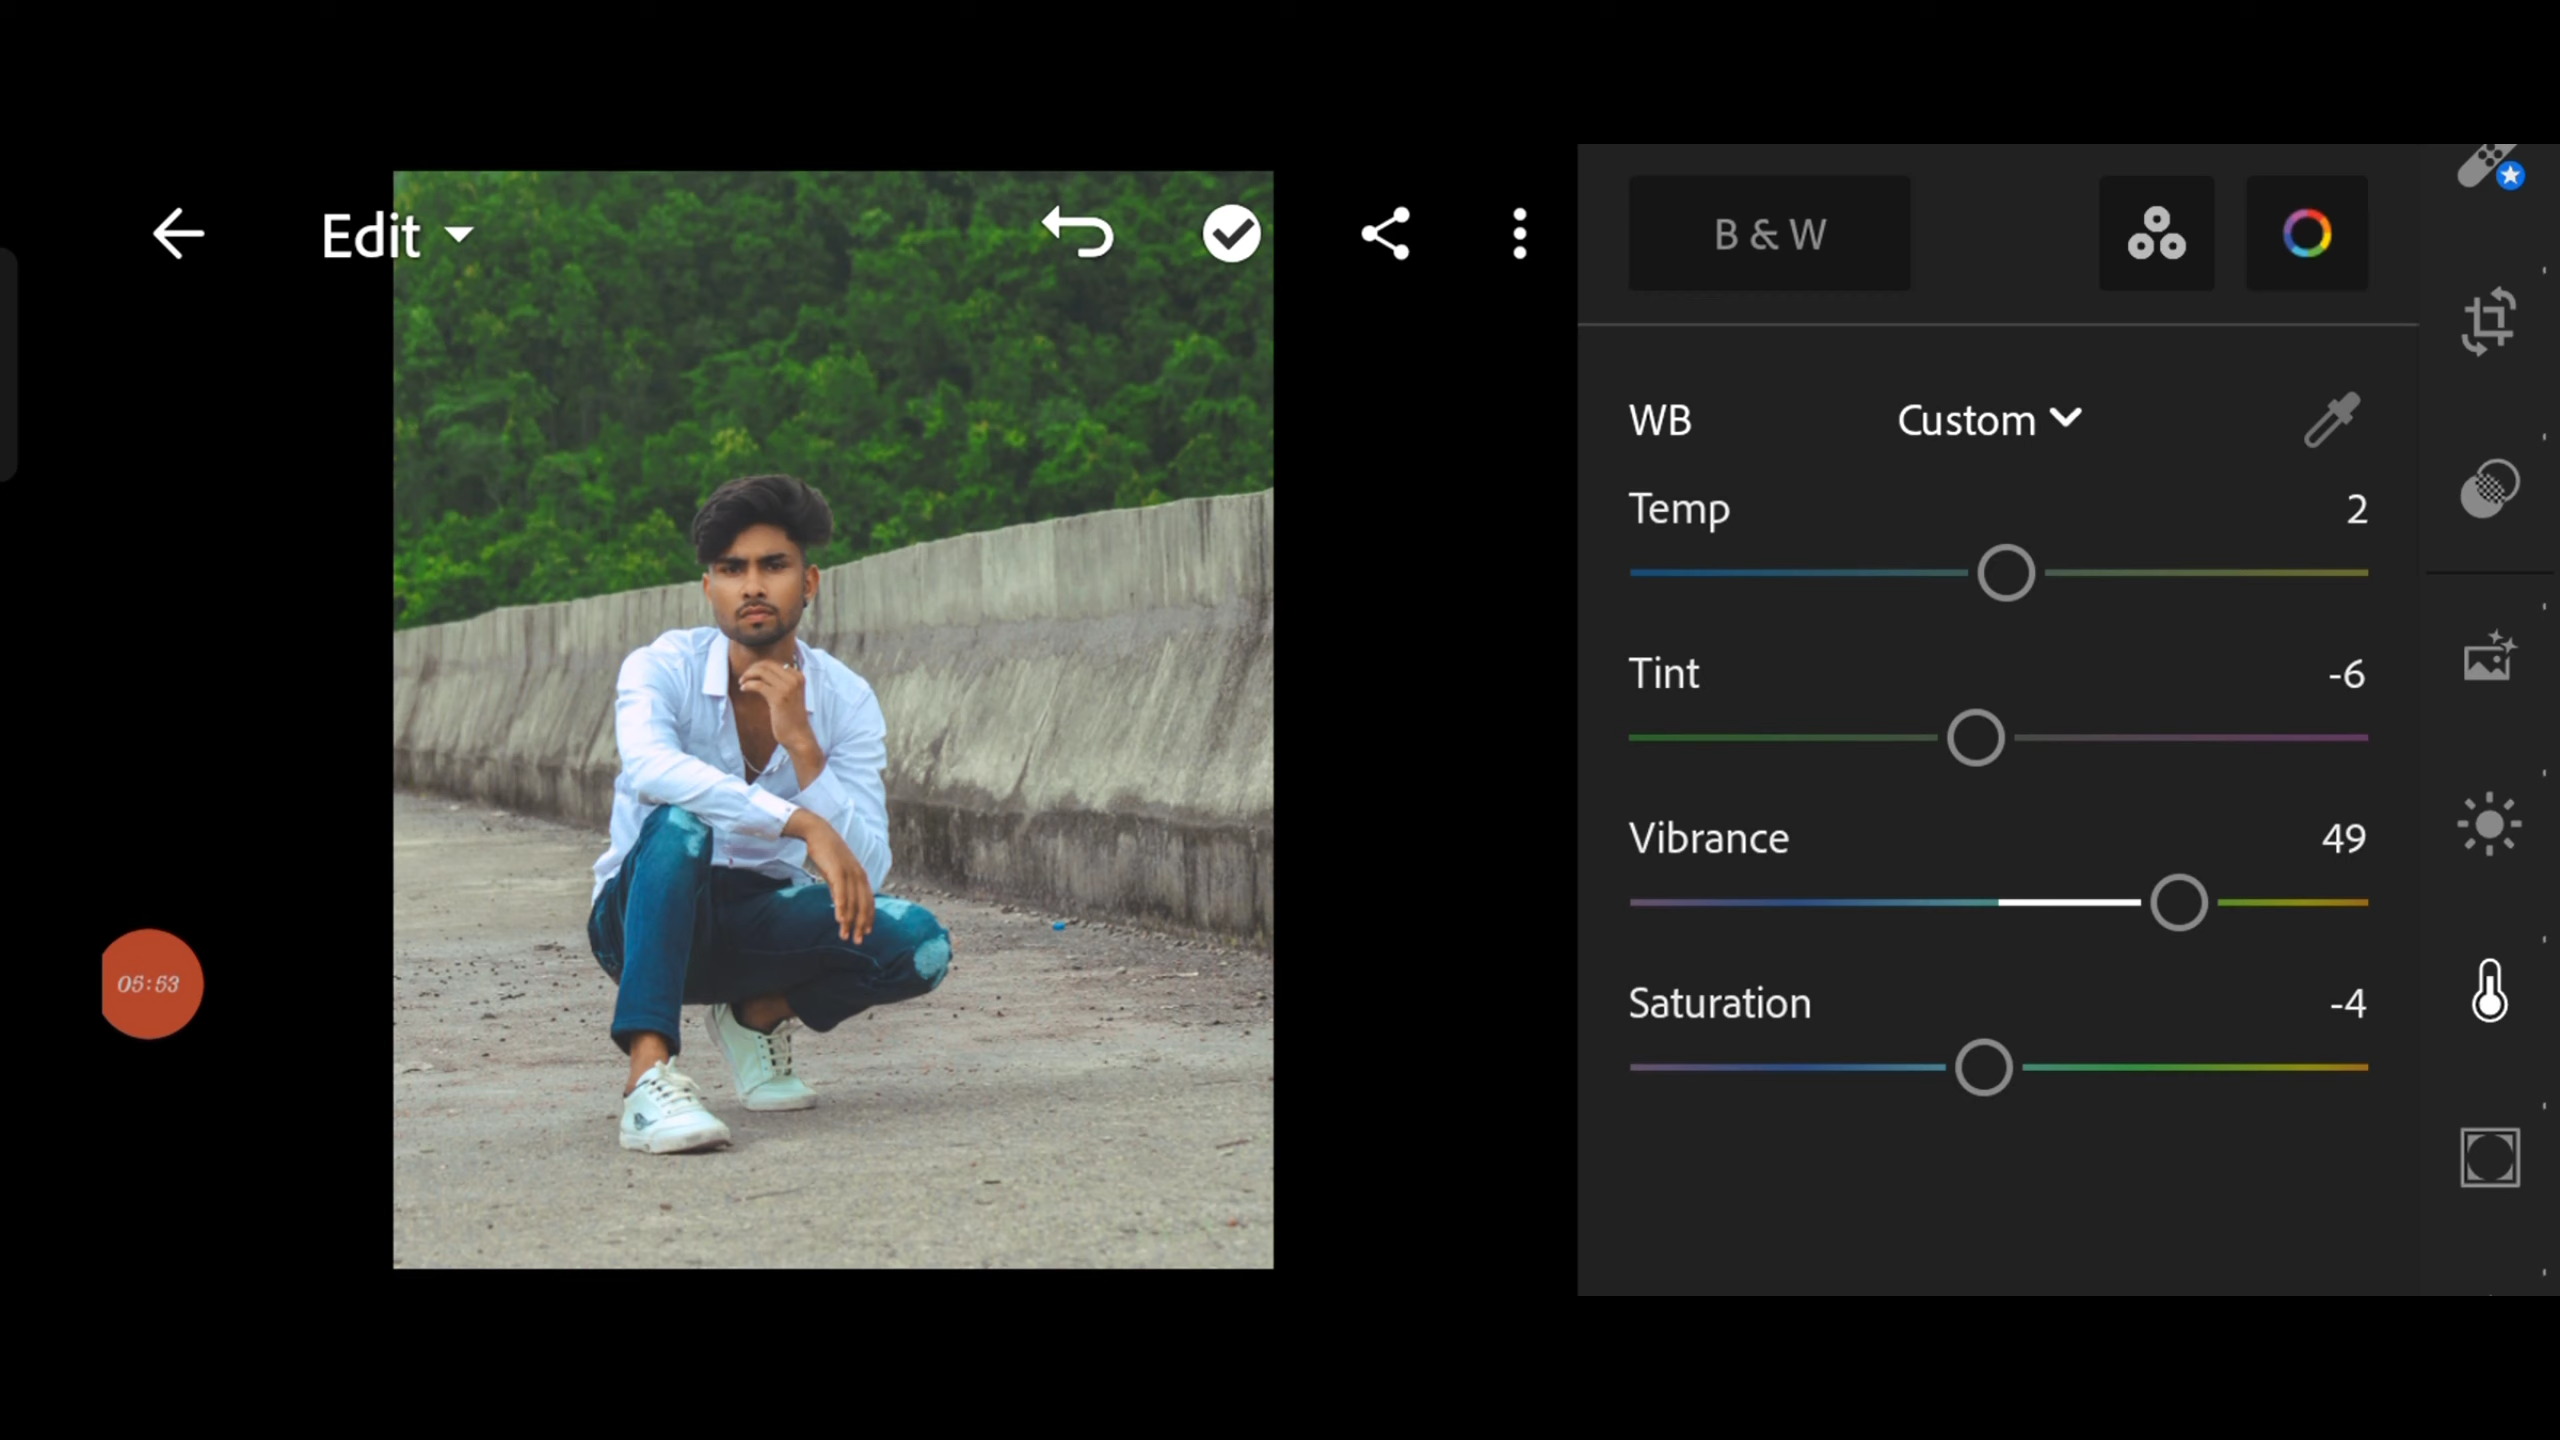 Edit
B & W
WB Custom
Temp 2
Tint -6
Vibrance 49
Saturation -4
05:53